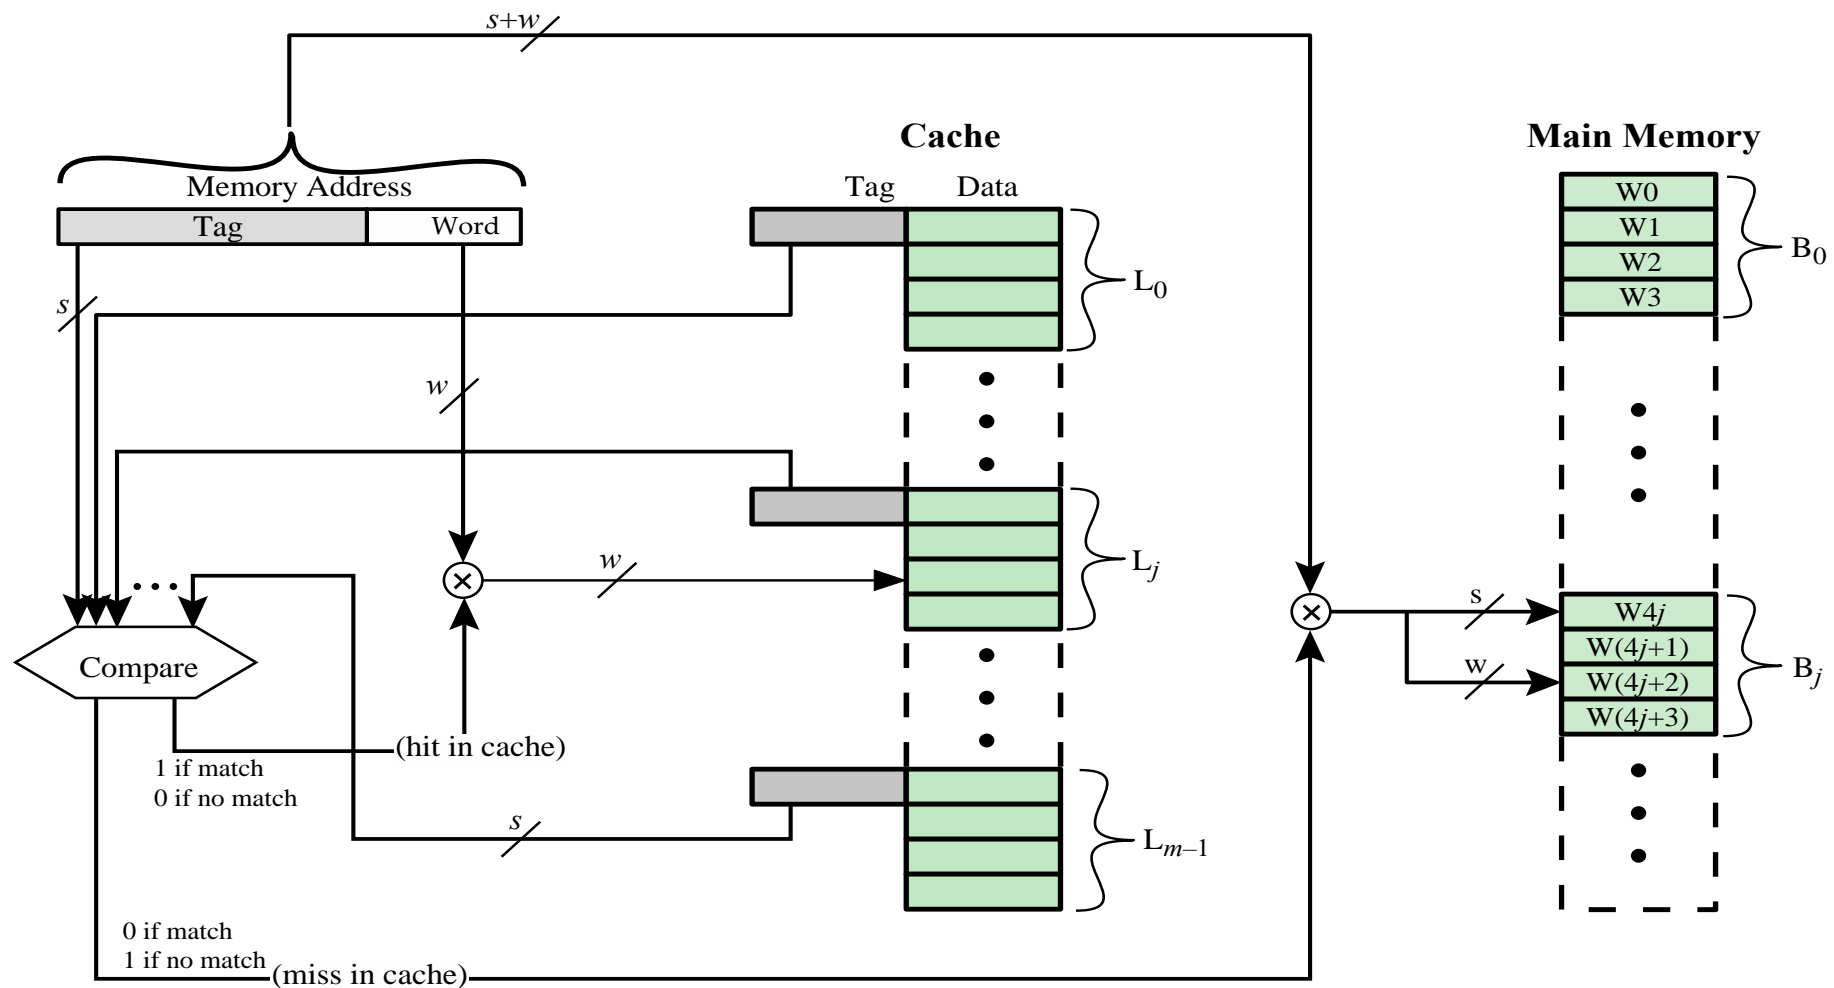 s+w
Cache
Main Memory
Memory Address
Tag Data
Tag Word
W0
W1
W2
W3
B0
L0
s
w
w
Lj
s
W4j
W(4j+1)
w
W(4j+2)
W(4j+3)
Bj
Compare
(hit in cache)
1 if match
0 if no match
s
Lm–1
0 if match
1 if no match
(miss in cache)